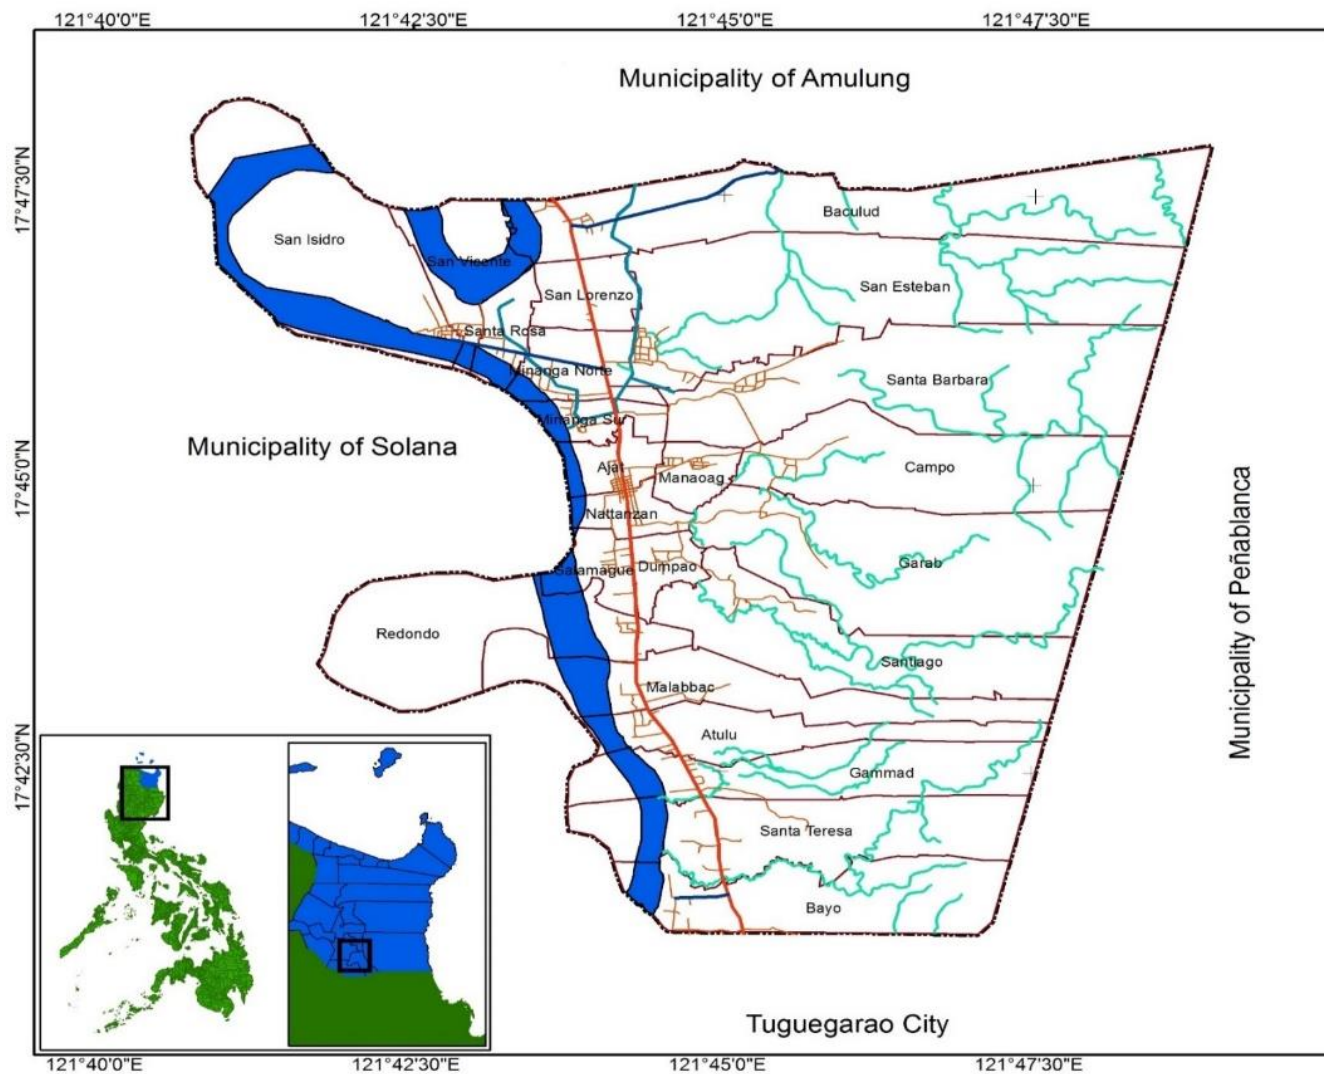 121°40'0"E
121°42'30"E
121°45'0"E
121°47'30"E
Municipality of Amulung
17°47'30"N
17°47'30"N
Baculud
San Isidro
San Vicente
San Esteban
San Lorenzo
Santa Rosa
Minanga Norte
Santa Barbara
Minanga Sur
Municipality of Solana
17°45'0"N
Ajat
Campo
Manaoag
Nattanzan
Municipality of Peñablanca
Garab
Salamague
Dumpao
Redondo
Santiago
Malabbac
Atulu
17°42'30"N
Gammad
Santa Teresa
Bayo
Tuguegarao City
121°40'0"E
121°42'30"E
121°45'0"E
121°47'30"E